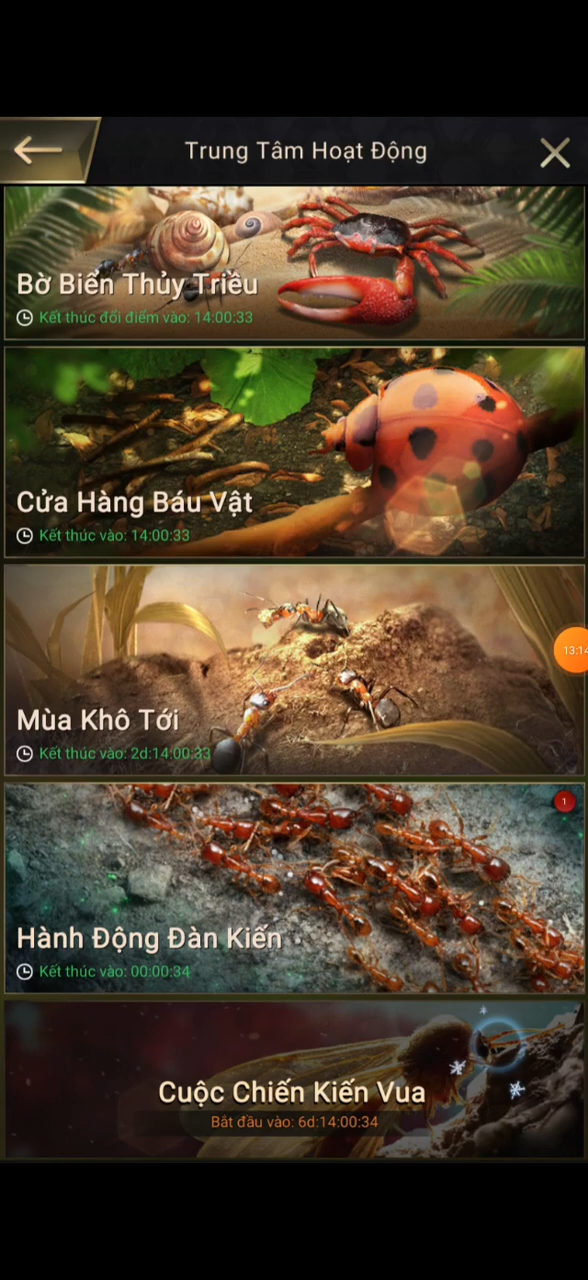 Trung Tâm Hoạt Động
Bờ Biển Thủy Triều
Kết thúc đổi điểm vào: 14:00:33
Cửa Hàng Báu Vật
Kết thúc vào: 14:00:33
Mùa Khô Tới
Kết thúc vào: 2d:14:00:33
13:14
1
Hành Động Đàn Kiến
Kết thúc vào: 00:00:34
Cuộc Chiến Kiến Vua
Bắt đầu vào: 6d:14:00:34